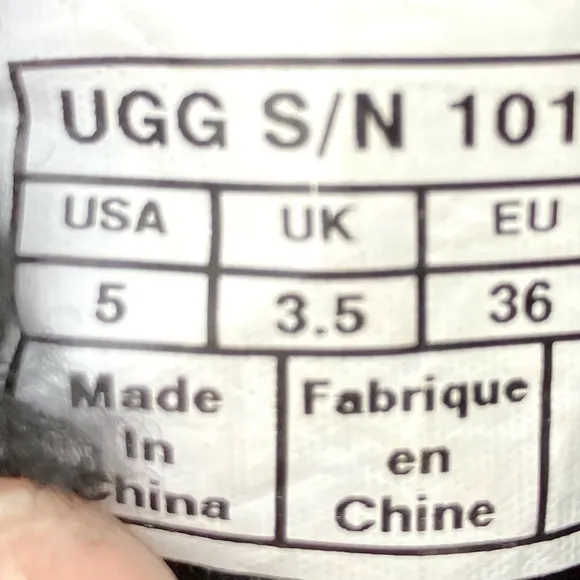 UGG S/N 101
USA UK EU
5 3.5 36
Made Fabrique
In en
China Chine